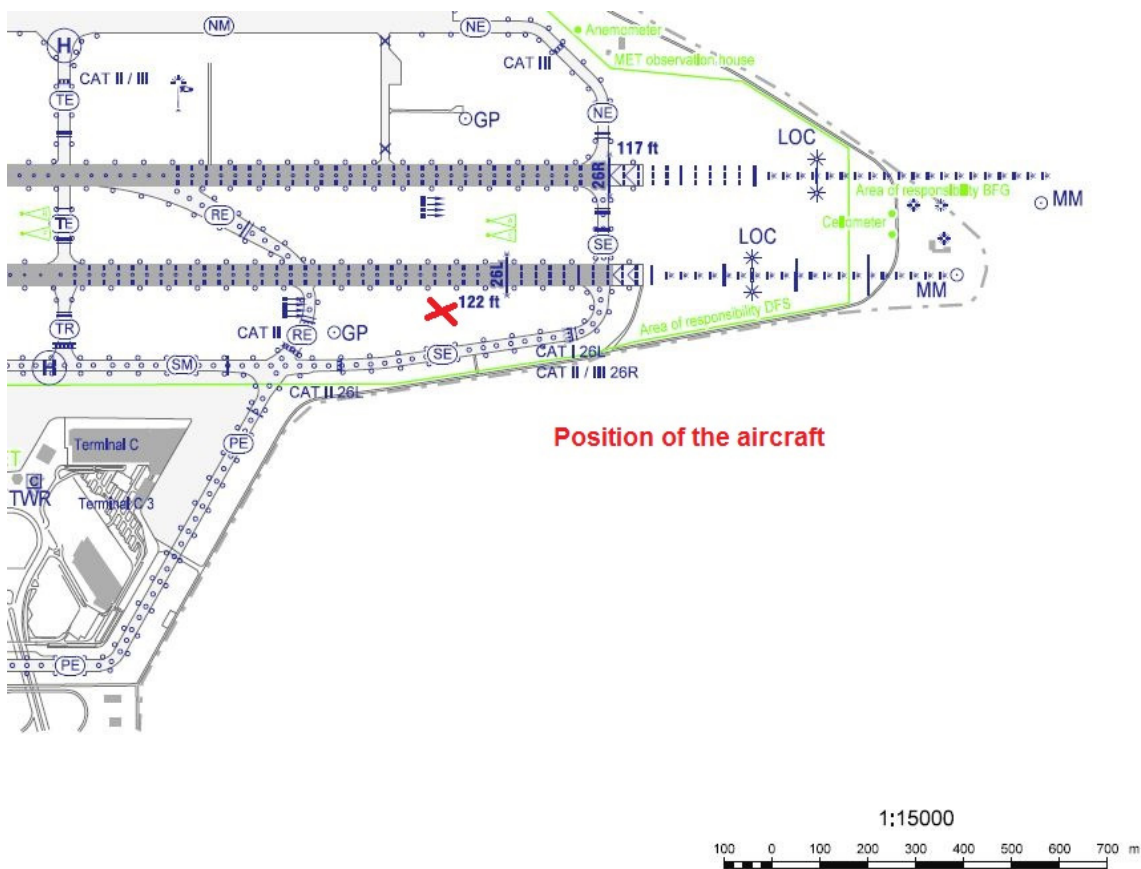 NM
NE
Anemometer
H
CAT III
MET observation house
CAT II / III
TE
NE
GP
LOC
117 ft
26R
Area of responsibility BFG
MM
RE
TE
Ceilometer
SE
LOC
26L
MM
122 ft
TR
CAT II
RE
GP
Area of responsibility DFS
SE
CAT I 26L
H
SM
CAT II / III 26R
CAT II 26L
Position of the aircraft
PE
Terminal C
C
TWR
Terminal C 3
PE
1:15000
100 0 100 200 300 400 500 600 700 m